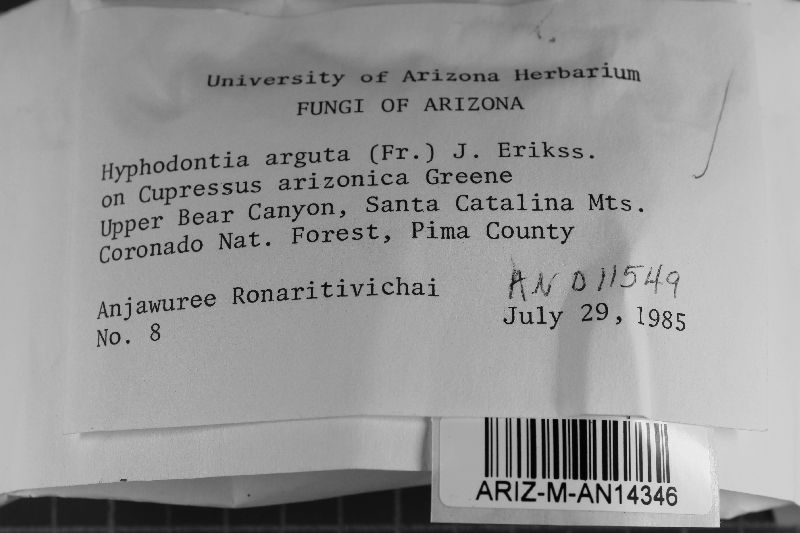 University of Arizona Herbarium
FUNGI OF ARIZONA
Hyphodontia arguta (Fr.) J. Erikss.
on Cupressus arizonica Greene
Upper Bear Canyon, Santa Catalina Mts.
Coronado Nat. Forest, Pima County
Anjawuree Ronaritivichai
AN 011549
No. 8
July 29, 1985
ARIZ-M-AN14346